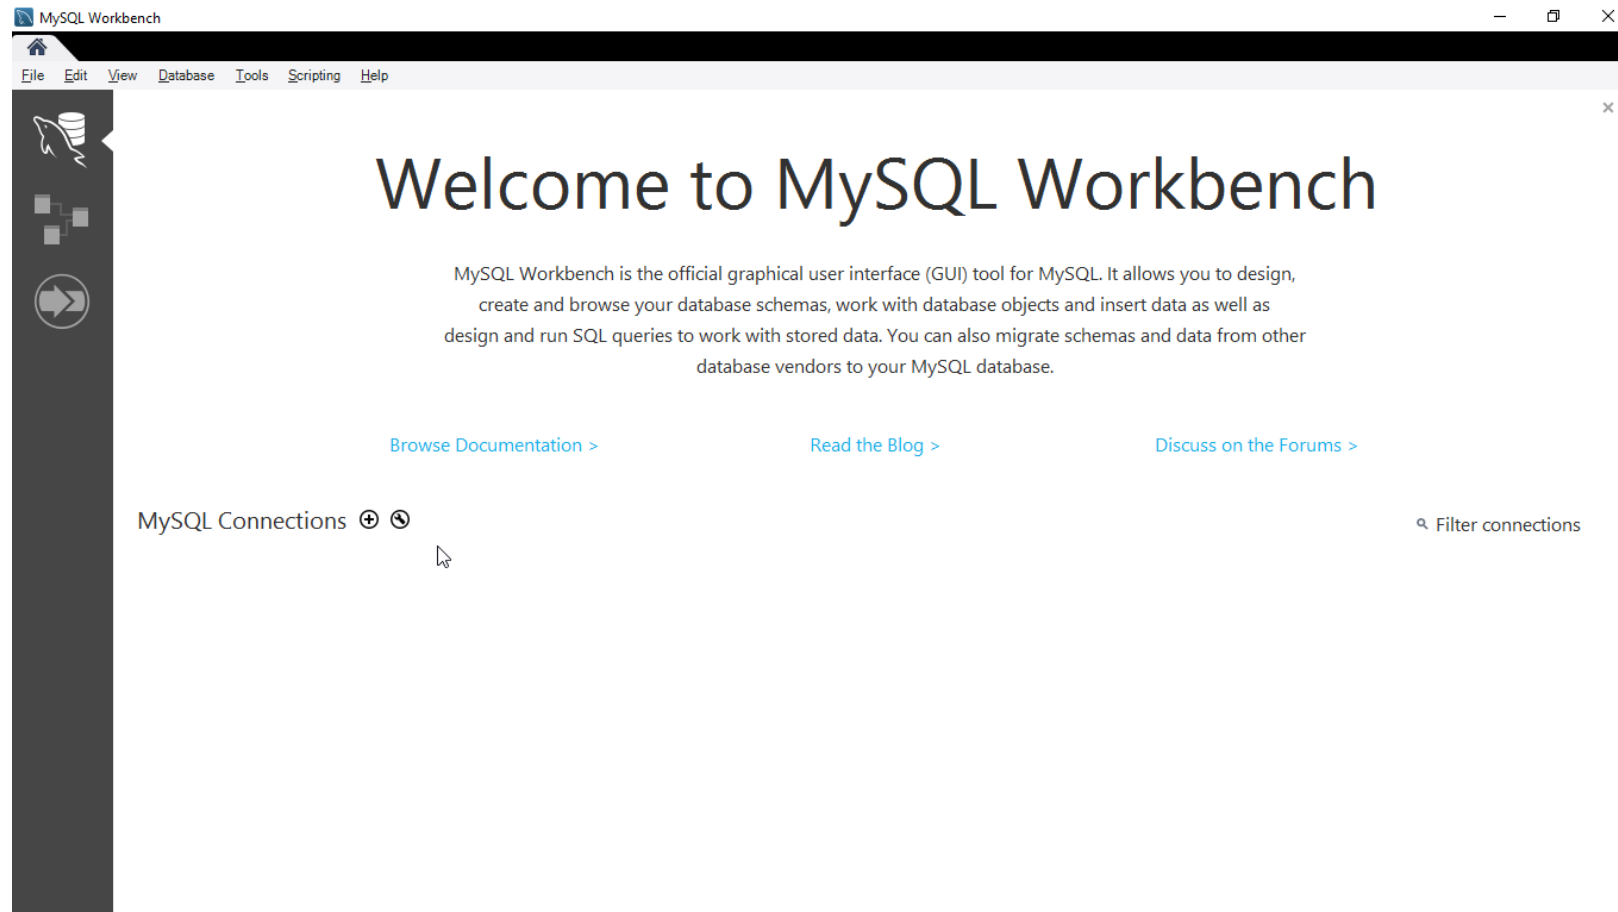 MySQL Workbench
File Edit View Database Tools Scripting Help
Welcome to MySQL Workbench
MySQL Workbench is the official graphical user interface (GUI) tool for MySQL. It allows you to design,
create and browse your database schemas, work with database objects and insert data as well as
design and run SQL queries to work with stored data. You can also migrate schemas and data from other
database vendors to your MySQL database.
Browse Documentation > Read the Blog > Discuss on the Forums >
MySQL Connections Filter connections